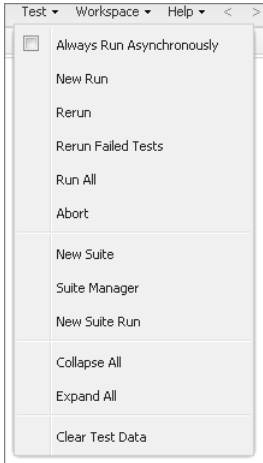 Test ▾ Workspace ▾ Help ▾ < >
Always Run Asynchronously
New Run
Rerun
Rerun Failed Tests
Run All
Abort
New Suite
Suite Manager
New Suite Run
Collapse All
Expand All
Clear Test Data